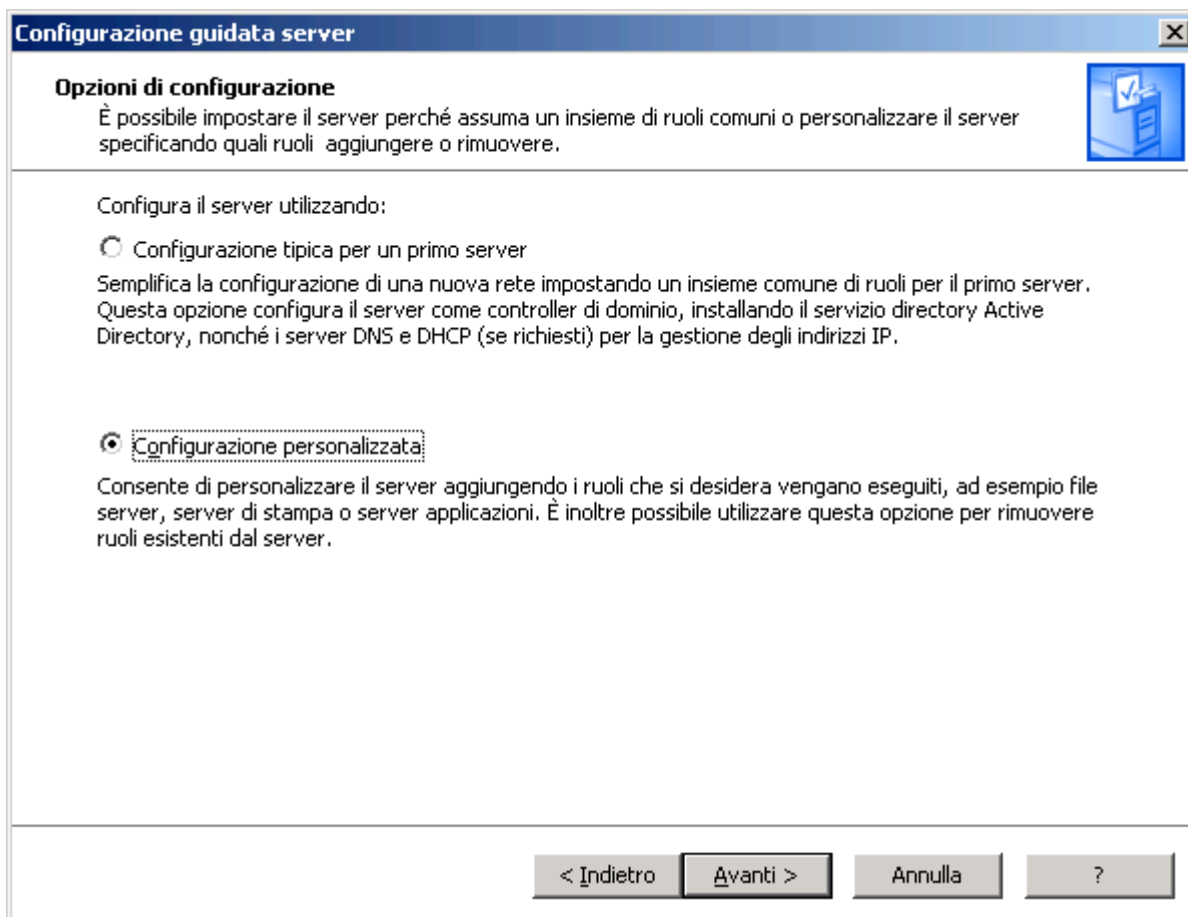 Configurazione guidata server
Opzioni di configurazione
È possibile impostare il server perché assuma un insieme di ruoli comuni o personalizzare il server
specificando quali ruoli aggiungere o rimuovere.
Configura il server utilizzando:
Configurazione tipica per un primo server
Semplifica la configurazione di una nuova rete impostando un insieme comune di ruoli per il primo server.
Questa opzione configura il server come controller di dominio, installando il servizio directory Active
Directory, nonché i server DNS e DHCP (se richiesti) per la gestione degli indirizzi IP.
Configurazione personalizzata
Consente di personalizzare il server aggiungendo i ruoli che si desidera vengano eseguiti, ad esempio file
server, server di stampa o server applicazioni. È inoltre possibile utilizzare questa opzione per rimuovere
ruoli esistenti dal server.
< Indietro Avanti > Annulla ?